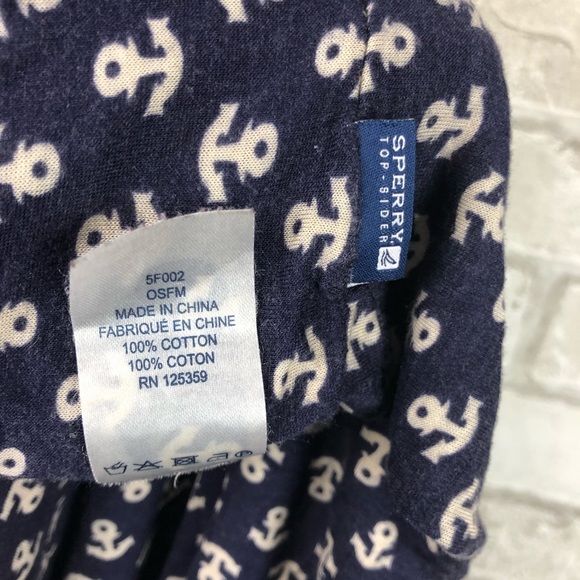 5F002
OSFM
MADE IN CHINA
FABRIQUÉ EN CHINE
100% COTTON
100% COTON
RN 125359
SPERRY
TOP-SIDER